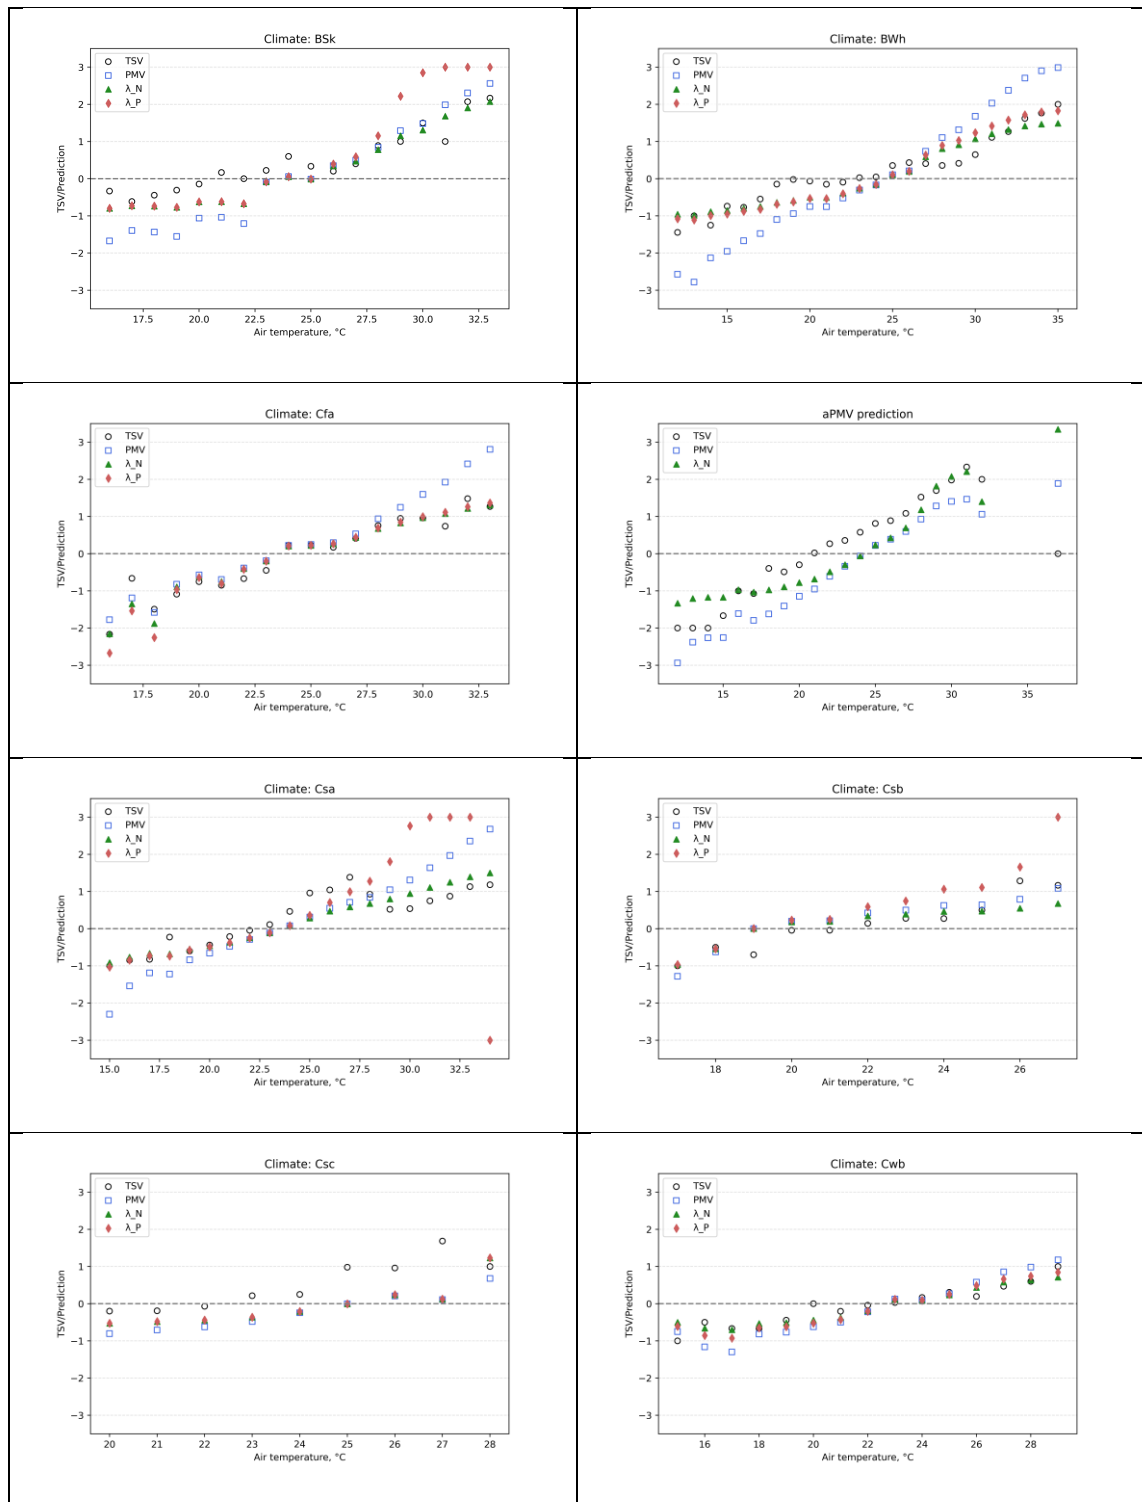 Climate: BSk
TSV
PMV
λ_N
λ_P
3
2
1
0
−1
−2
−3
TSV/Prediction
17.5 20.0 22.5 25.0 27.5 30.0 32.5
Air temperature, °C
Climate: BWh
TSV
PMV
λ_N
λ_P
3
2
1
0
−1
−2
−3
TSV/Prediction
15 20 25 30 35
Air temperature, °C
Climate: Cfa
TSV
PMV
λ_N
λ_P
3
2
1
0
−1
−2
−3
TSV/Prediction
17.5 20.0 22.5 25.0 27.5 30.0 32.5
Air temperature, °C
aPMV prediction
TSV
PMV
λ_N
3
2
1
0
−1
−2
−3
TSV/Prediction
15 20 25 30 35
Air temperature, °C
Climate: Csa
TSV
PMV
λ_N
λ_P
3
2
1
0
−1
−2
−3
TSV/Prediction
15.0 17.5 20.0 22.5 25.0 27.5 30.0 32.5
Air temperature, °C
Climate: Csb
TSV
PMV
λ_N
λ_P
3
2
1
0
−1
−2
−3
TSV/Prediction
18 20 22 24 26
Air temperature, °C
Climate: Csc
TSV
PMV
λ_N
λ_P
3
2
1
0
−1
−2
−3
TSV/Prediction
20 21 22 23 24 25 26 27 28
Air temperature, °C
Climate: Cwb
TSV
PMV
λ_N
λ_P
3
2
1
0
−1
−2
−3
TSV/Prediction
16 18 20 22 24 26 28
Air temperature, °C